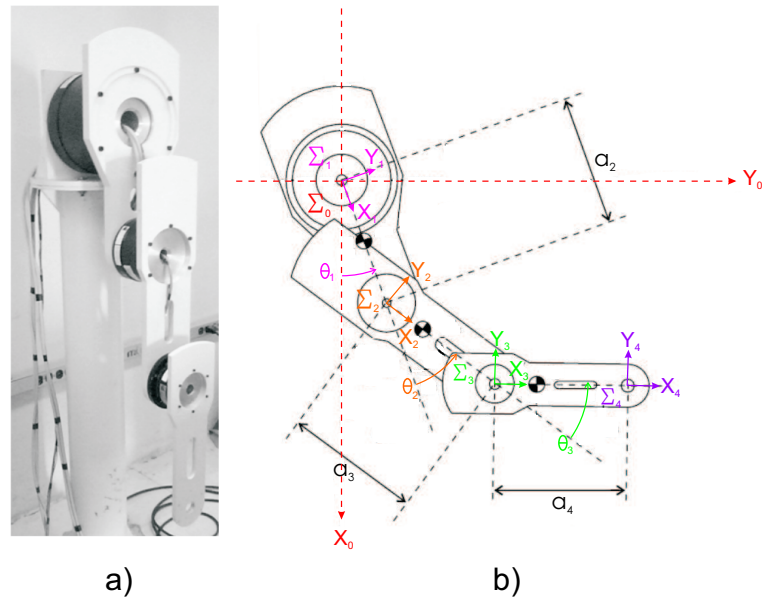 Σ₁ Y₁
a₂
Y₀
Σ₀ X₁
θ₁ Y₂
Σ₂
X₂ Y₃ Y₄
Σ₃ X₃
θ₂ Σ₄ X₄
θ₃
a₃
a₄
X₀
a) b)